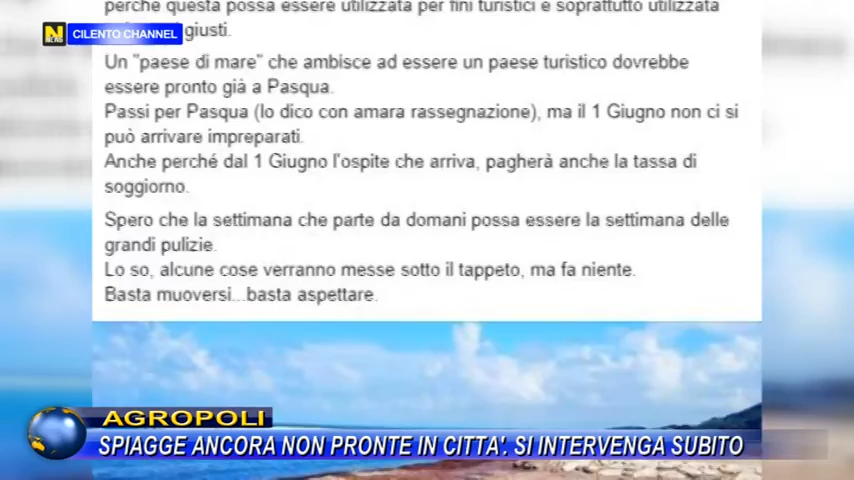 perché questa possa essere utilizzata per fini turistici e soprattutto utilizzata
giusti.
N
NEWS
CILENTO CHANNEL
Un "paese di mare" che ambisce ad essere un paese turistico dovrebbe
essere pronto già a Pasqua.
Passi per Pasqua (lo dico con amara rassegnazione), ma il 1 Giugno non ci si
può arrivare impreparati.
Anche perché dal 1 Giugno l'ospite che arriva, pagherà anche la tassa di
soggiorno.
Spero che la settimana che parte da domani possa essere la settimana delle
grandi pulizie.
Lo so, alcune cose verranno messe sotto il tappeto, ma fa niente.
Basta muoversi...basta aspettare.
AGROPOLI
SPIAGGE ANCORA NON PRONTE IN CITTA'. SI INTERVENGA SUBITO